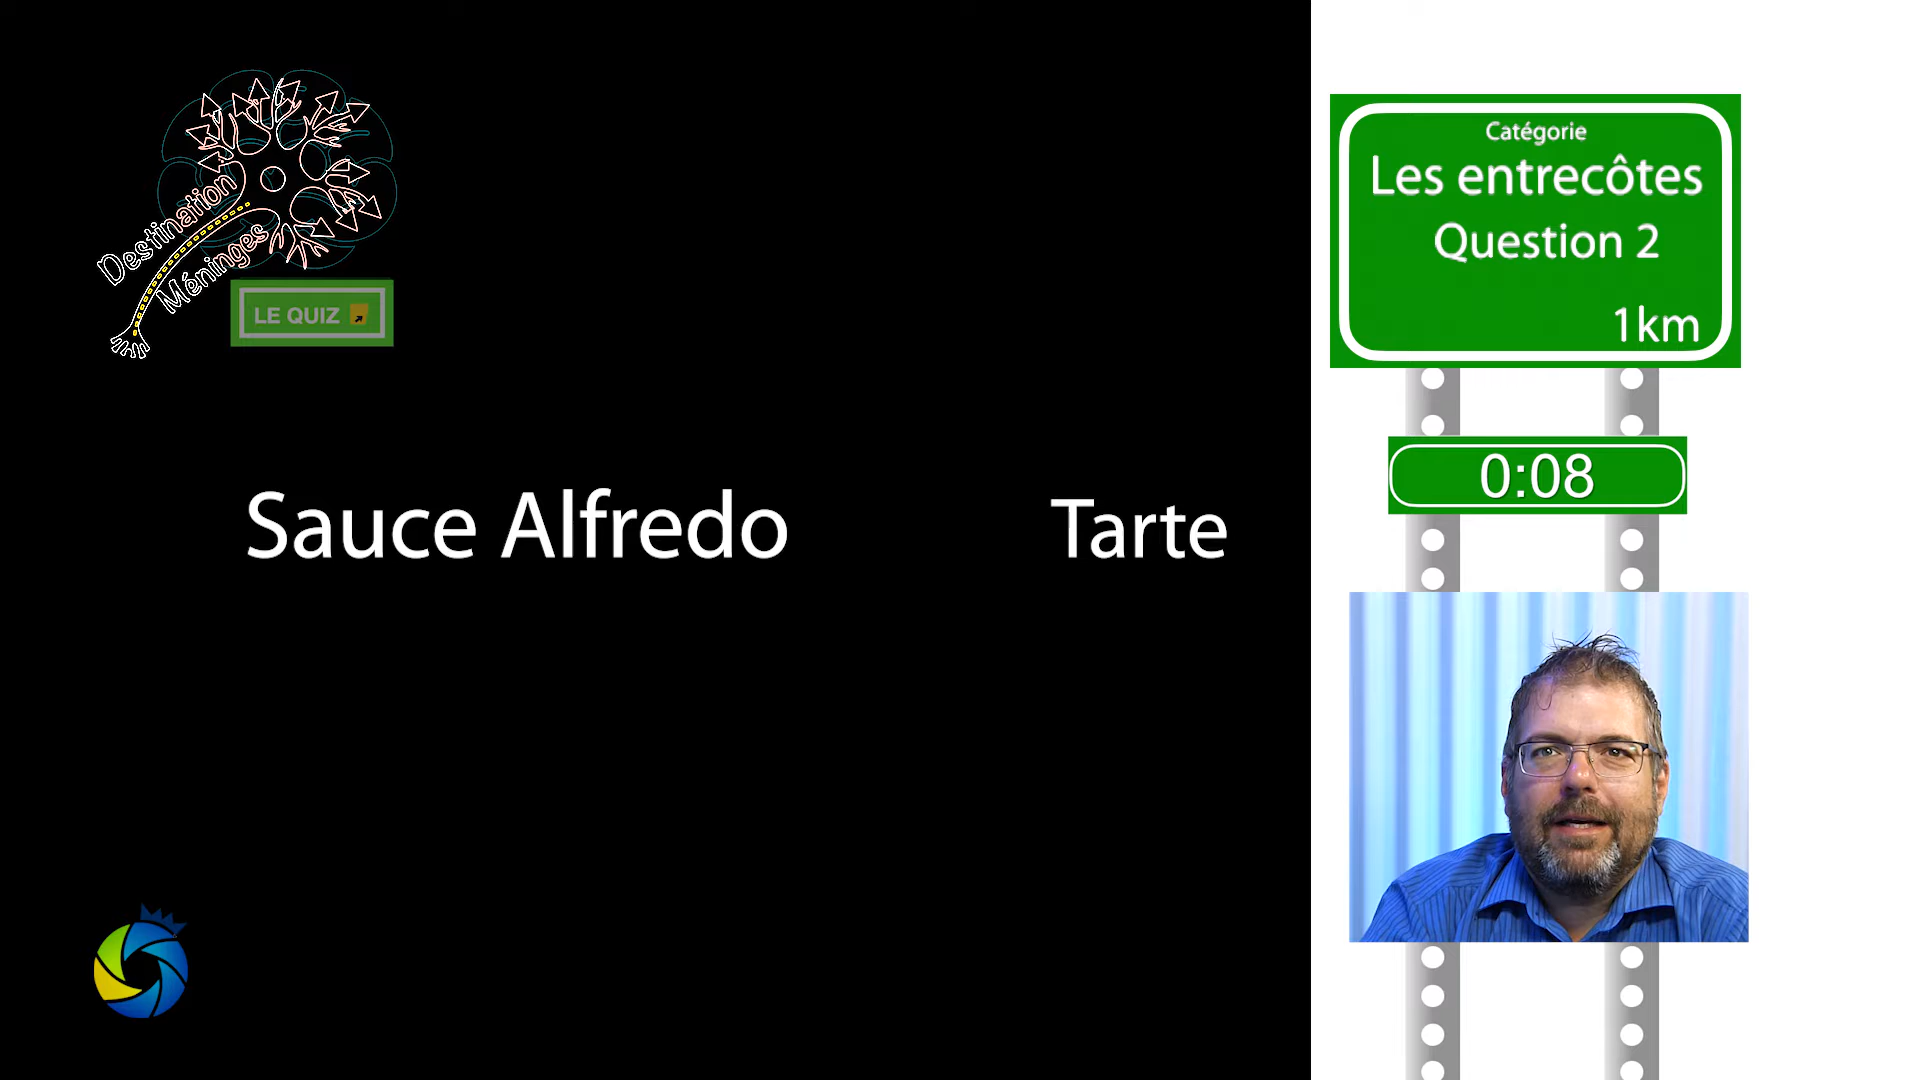 Destination
Méninges
LE QUIZ
Sauce Alfredo
Tarte
Catégorie
Les entrecôtes
Question 2
1km
0:08